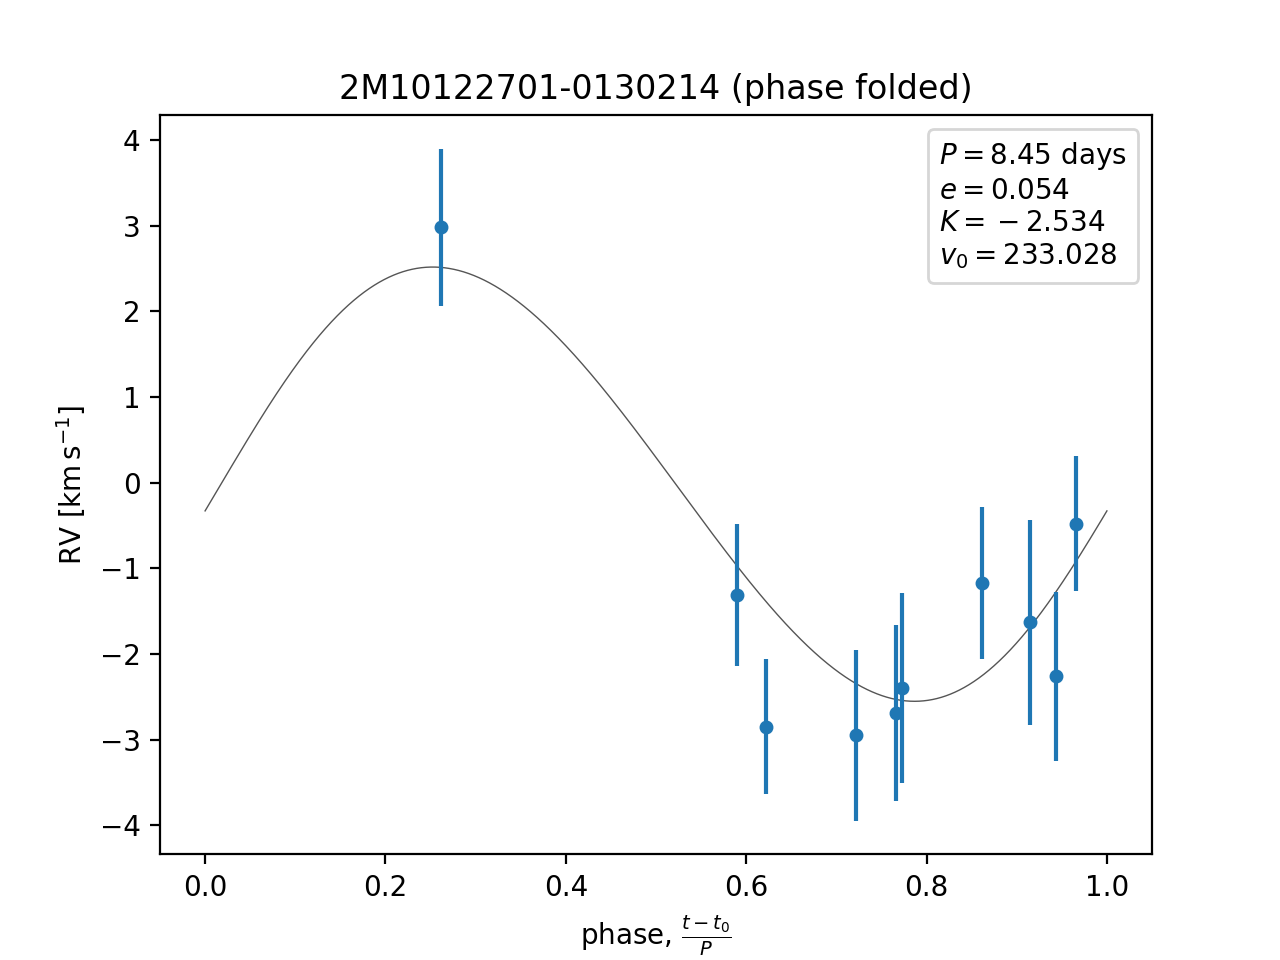 2M10122701-0130214 (phase folded)
P = 8.45 days
e = 0.054
K = −2.534
v₀ = 233.028
RV [km s⁻¹]
4
3
2
1
0
−1
−2
−3
−4
0.0 0.2 0.4 0.6 0.8 1.0
phase, (t − t₀)/P